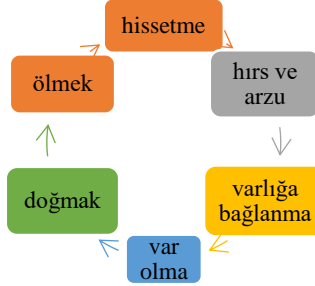 hissetme
hırs ve
arzu
varlığa
bağlanma
var
olma
doğmak
ölmek